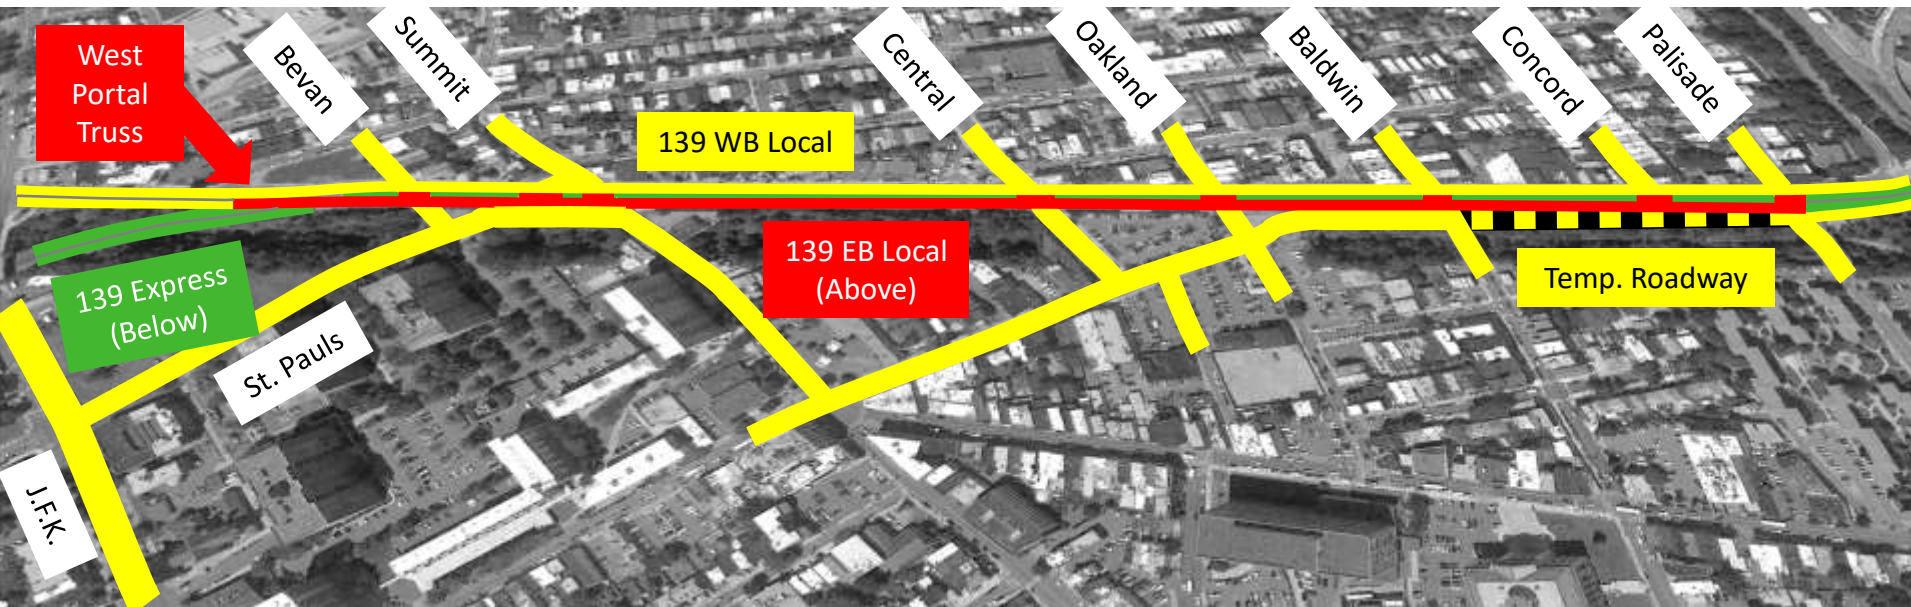 West
Portal
Truss
Bevan
Summit
139 WB Local
Central
Oakland
Baldwin
Concord
Palisade
139 Express
(Below)
139 EB Local
(Above)
Temp. Roadway
St. Pauls
J.F.K.